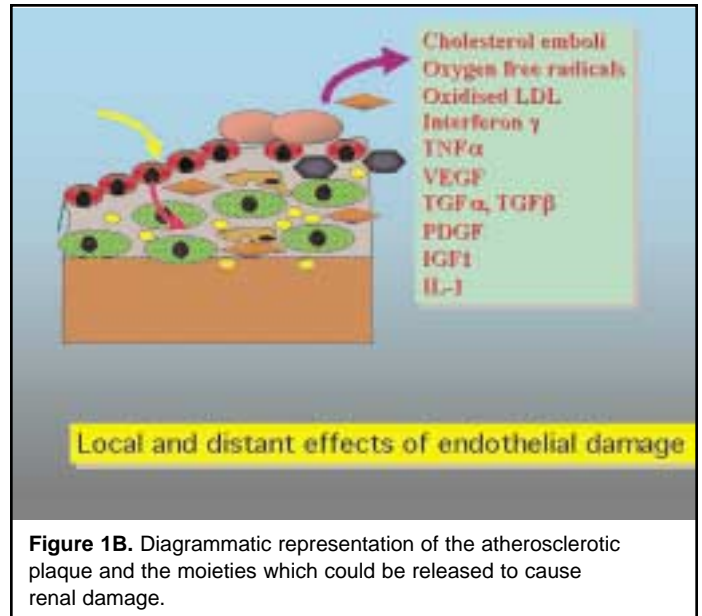 Cholesterol emboli
Oxygen free radicals
Oxidised LDL
Interferon γ
TNFα
VEGF
TGFα, TGFβ
PDGF
IGF1
IL-1
Local and distant effects of endothelial damage
Figure 1B. Diagrammatic representation of the atherosclerotic
plaque and the moieties which could be released to cause
renal damage.